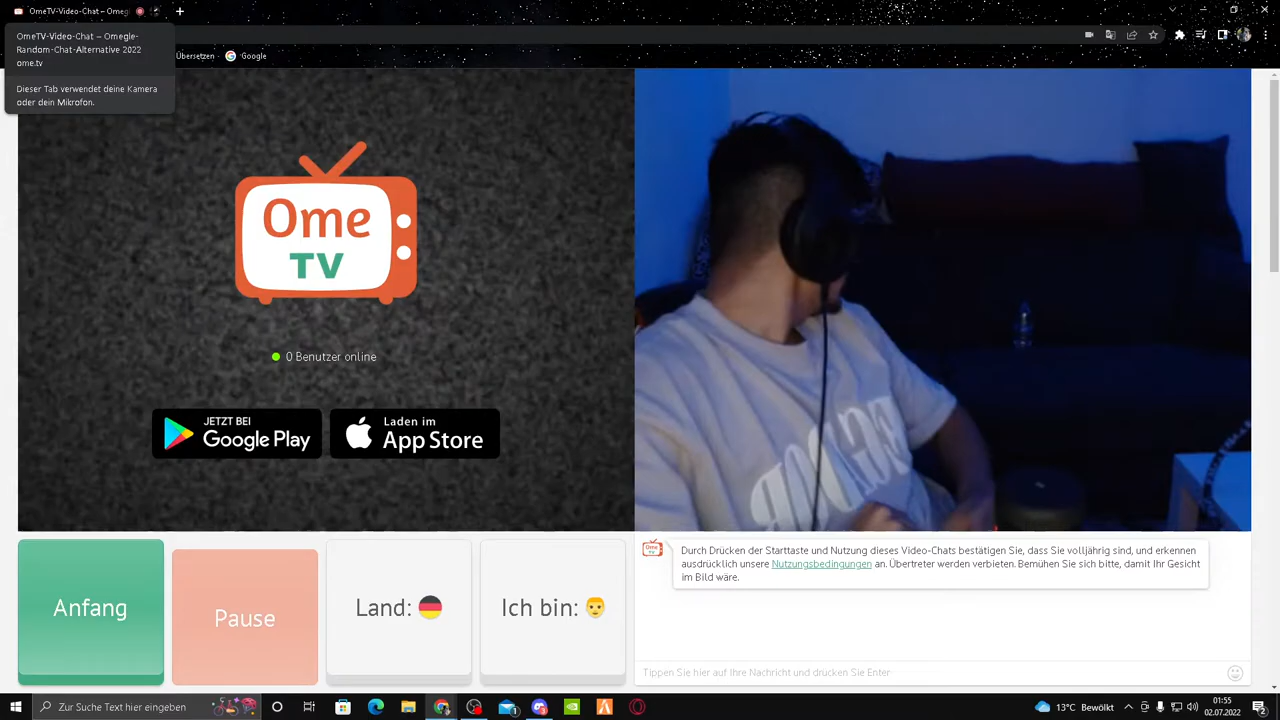 OmeTV-Video-Chat – Omegl
OmeTV-Video-Chat – Omegle-
Random-Chat-Alternative 2022
ome.tv
Dieser Tab verwendet deine Kamera
oder dein Mikrofon.
Übersetzen
Google
Ome
TV
0 Benutzer online
JETZT BEI
Google Play
Laden im
App Store
Anfang
Pause
Land:
Ich bin:
Ome
TV
Durch Drücken der Starttaste und Nutzung dieses Video-Chats bestätigen Sie, dass Sie volljährig sind, und erkennen
ausdrücklich unsere Nutzungsbedingungen an. Übertreter werden verbieten. Bemühen Sie sich bitte, damit Ihr Gesicht
im Bild wäre.
Tippen Sie hier auf Ihre Nachricht und drücken Sie Enter
Zur Suche Text hier eingeben
1
13°C Bewölkt
01:55
02.07.2022
2